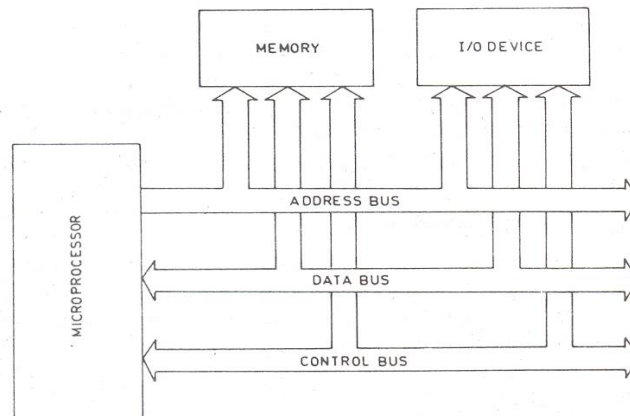 MEMORY
I/O DEVICE
MICROPROCESSOR
ADDRESS BUS
DATA BUS
CONTROL BUS